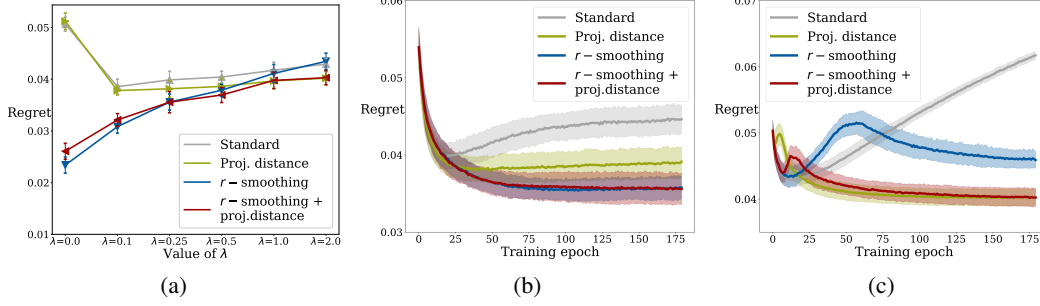 0.05
0.04
Regret
0.03
0.02
0.01
Standard
Proj. distance
r − smoothing
r − smoothing +
proj.distance
λ=0.0 λ=0.1 λ=0.25 λ=0.5 λ=1.0 λ=2.0
Value of λ
(a)
0.05
Regret
0.04
0.03
Standard
Proj. distance
r − smoothing
r − smoothing +
proj.distance
0 25 50 75 100 125 150 175
Training epoch
(b)
0.07
0.06
Regret
0.05
0.04
Standard
Proj. distance
r − smoothing
r − smoothing +
proj.distance
0 25 50 75 100 125 150 175
Training epoch
(c)